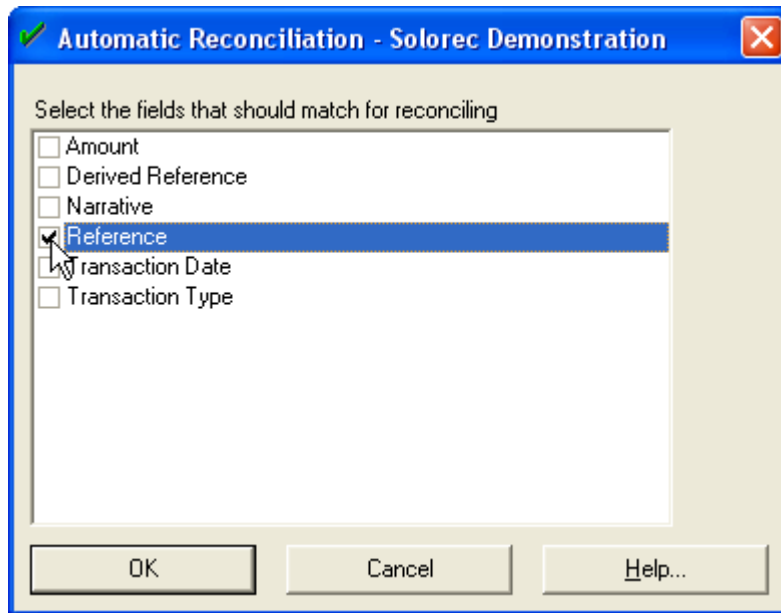 Automatic Reconciliation - Solorec Demonstration
Select the fields that should match for reconciling
Amount
Derived Reference
Narrative
Reference
Transaction Date
Transaction Type
OK
Cancel
Help...